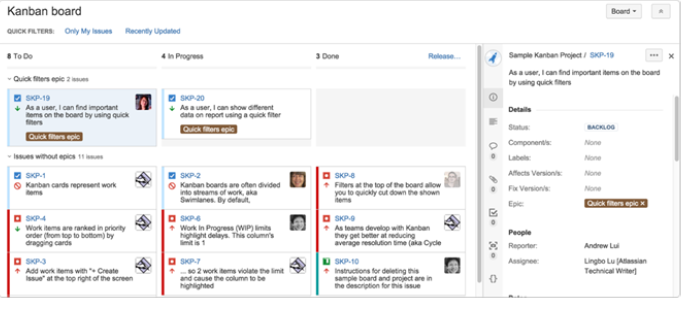 Kanban board
Board
QUICK FILTERS: Only My Issues Recently Updated
8 To Do 4 In Progress 3 Done Release...
Quick filters epic 2 issues
SKP-19
As a user, I can find important
items on the board by using quick
filters
Quick filters epic
SKP-20
As a user, I can show different
data on report using a quick filter
Quick filters epic
Issues without epics 11 issues
SKP-1
Kanban cards represent work
items
SKP-2
Kanban boards are often divided
into streams of work, aka
Swimlanes. By default,
SKP-8
Filters at the top of the board allow
you to quickly cut down the shown
items
SKP-4
Work items are ranked in priority
order (from top to bottom) by
dragging cards
SKP-6
Work In Progress (WIP) limits
highlight delays. This column's
limit is 1
SKP-9
As teams develop with Kanban
they get better at reducing
average resolution time (aka Cycle
SKP-3
Add work items with "+ Create
Issue" at the top right of the screen
SKP-7
... so 2 work items violate the limit
and cause the column to be
highlighted
SKP-10
Instructions for deleting this
sample board and project are in
the description for this issue
Sample Kanban Project / SKP-19
As a user, I can find important items on the board
by using quick filters
Details
Status: BACKLOG
Component/s: None
Labels: None
Affects Version/s: None
Fix Version/s: None
Epic: Quick filters epic ×
People
Reporter: Andrew Lui
Assignee: Lingbo Lu [Atlassian
Technical Writer]
0
0
0
0